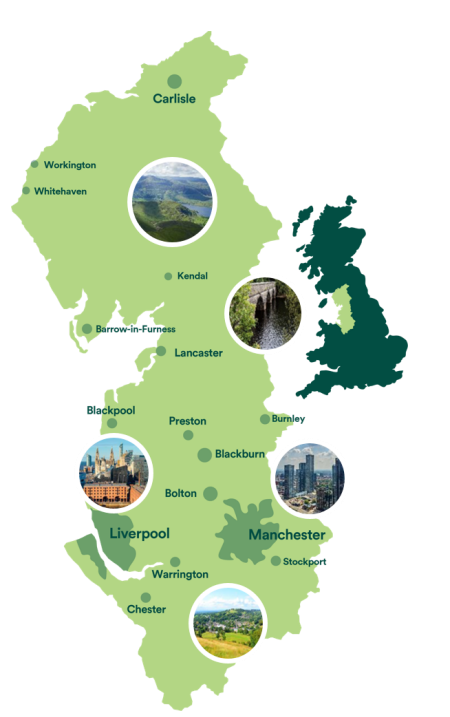 Carlisle
Workington
Whitehaven
Kendal
Barrow-in-Furness
Lancaster
Blackpool
Preston
Burnley
Blackburn
Bolton
Liverpool
Manchester
Stockport
Warrington
Chester